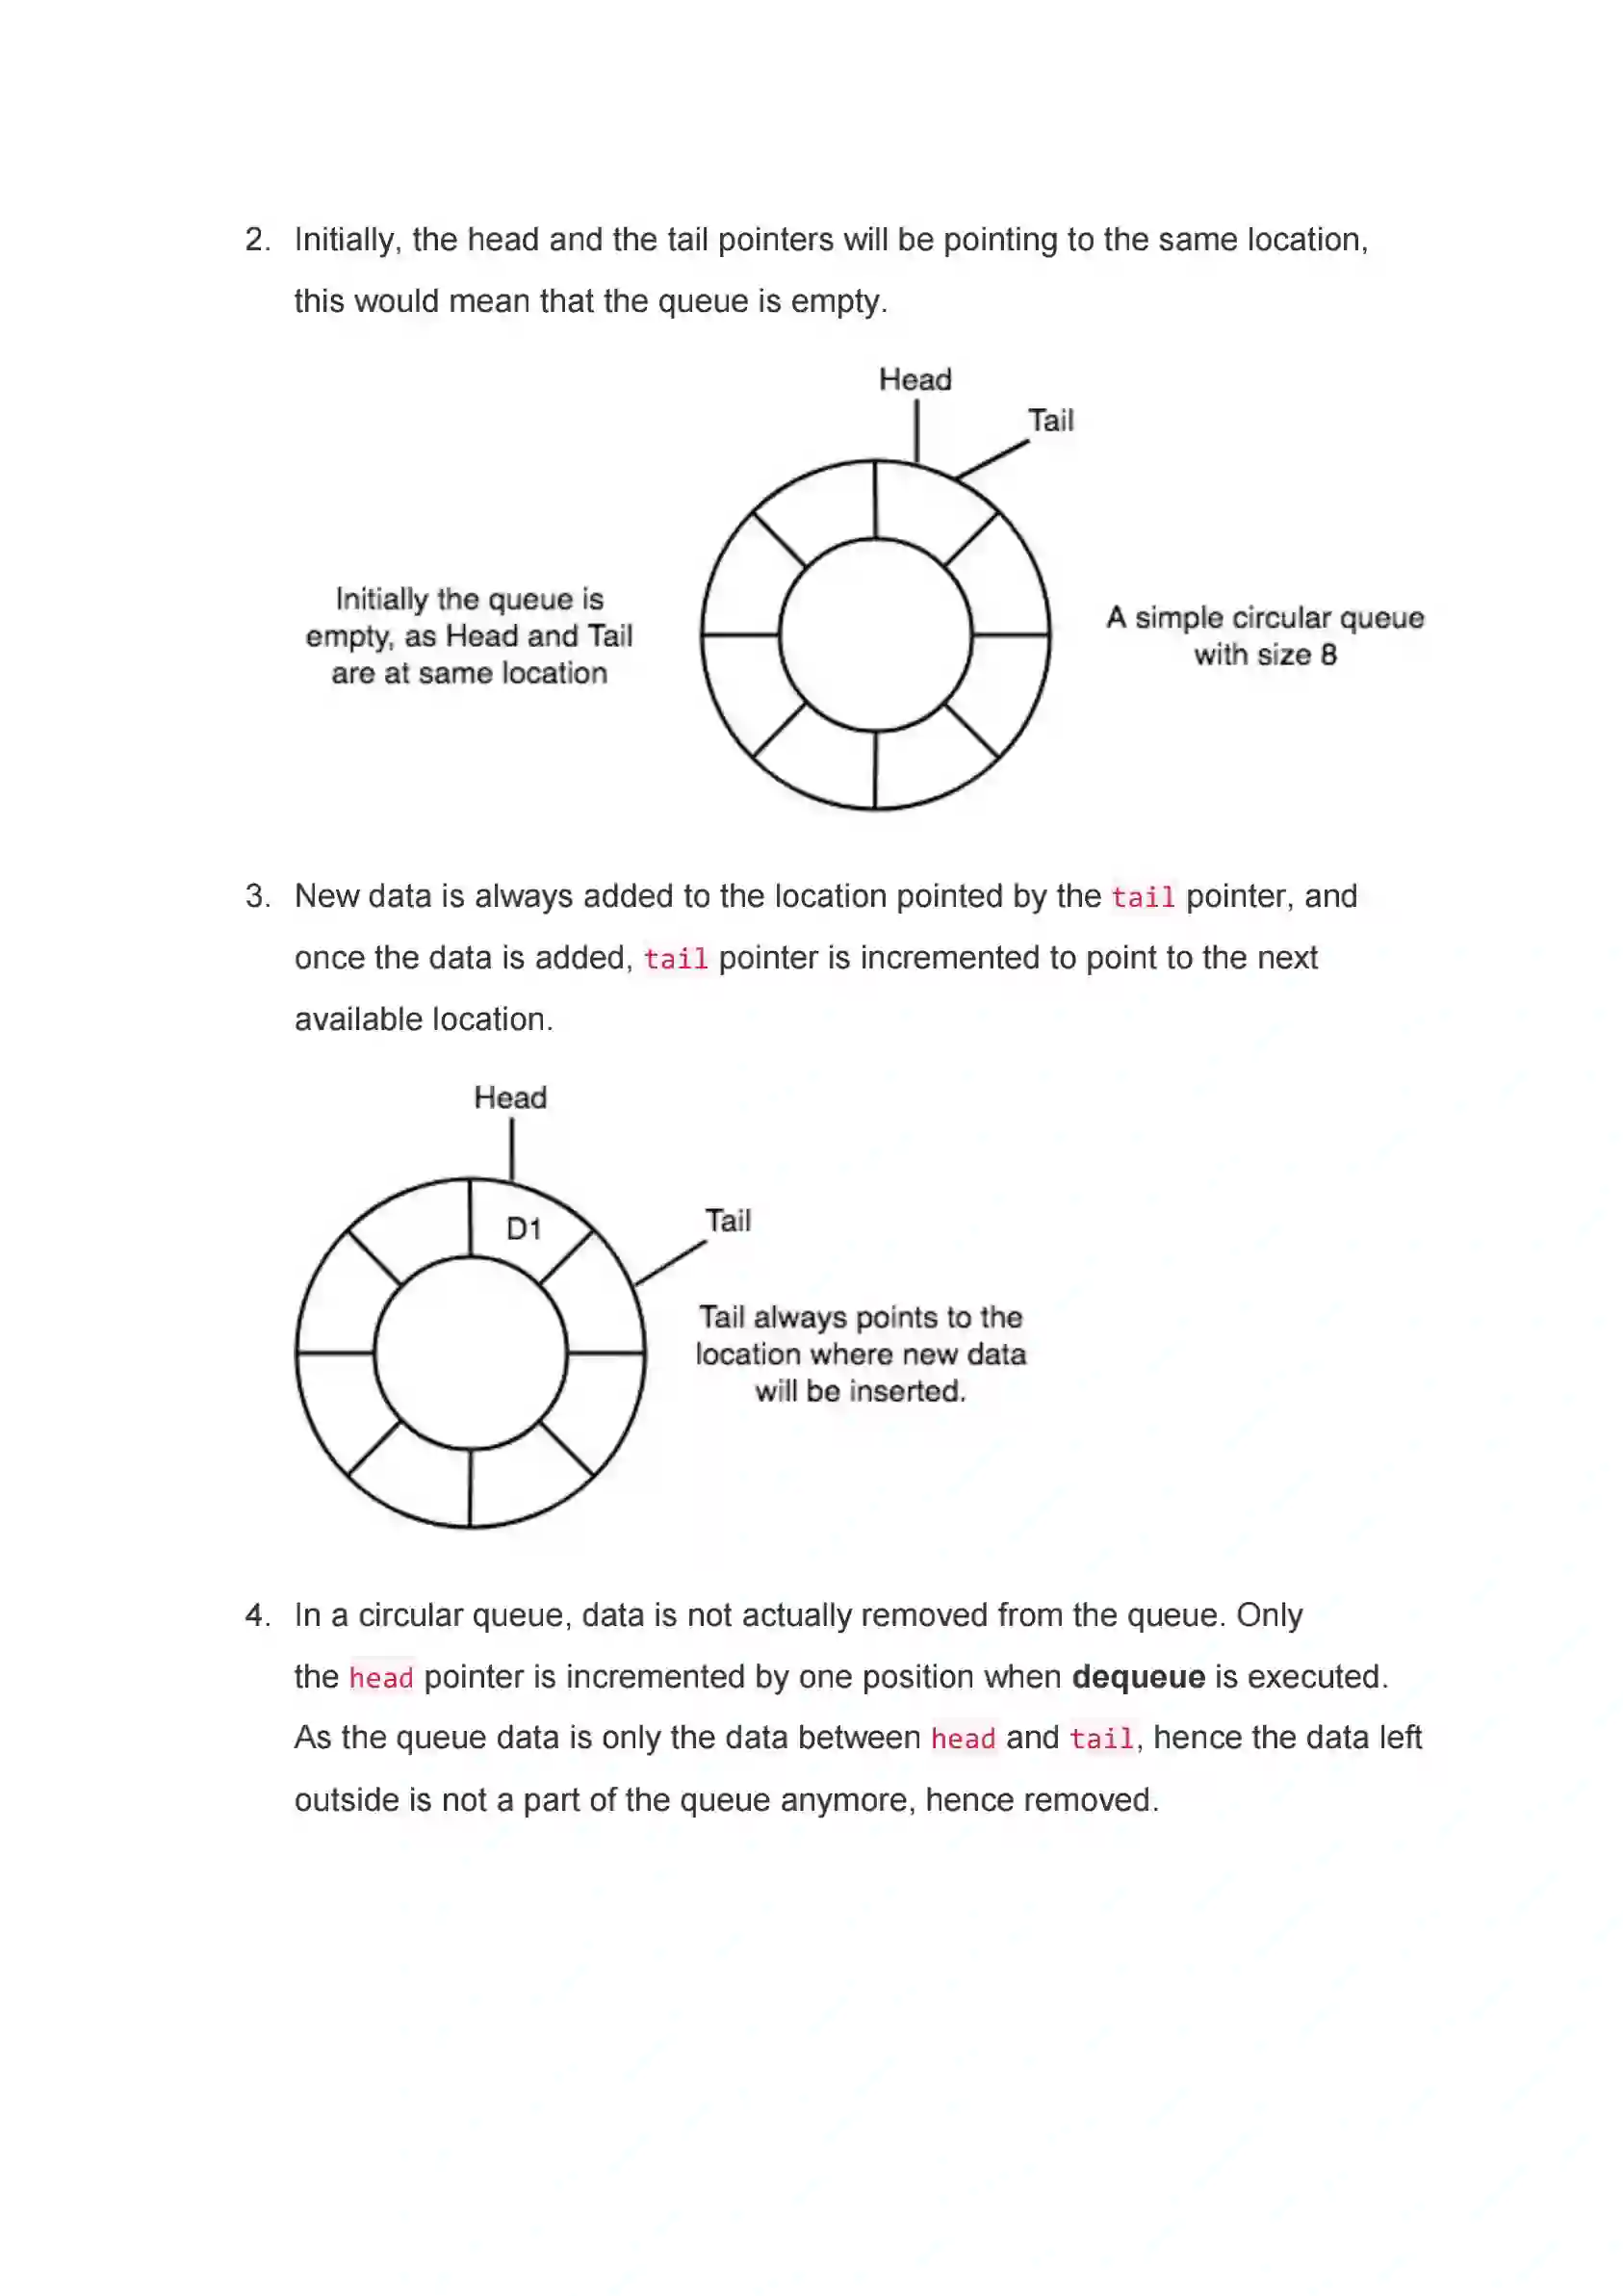 2. Initially, the head and the tail pointers will be pointing to the same location,
this would mean that the queue is empty.
Head
Tail
Initially the queue is
empty, as Head and Tail
are at same location
A simple circular queue
with size 8
3. New data is always added to the location pointed by the tail pointer, and
once the data is added, tail pointer is incremented to point to the next
available location.
Head
D1
Tail
Tail always points to the
location where new data
will be inserted.
4. In a circular queue, data is not actually removed from the queue. Only
the head pointer is incremented by one position when dequeue is executed.
As the queue data is only the data between head and tail, hence the data left
outside is not a part of the queue anymore, hence removed.